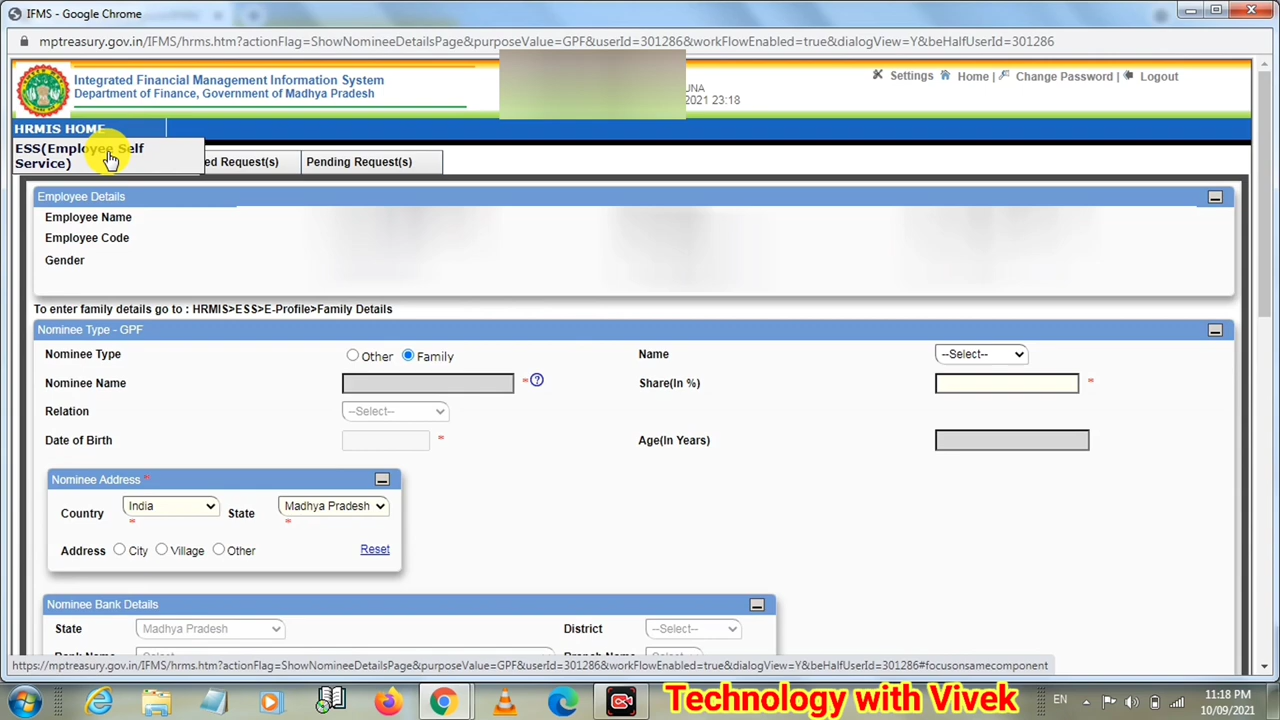 IFMS - Google Chrome
mptreasury.gov.in/IFMS/hrms.htm?actionFlag=ShowNomineeDetailsPage&purposeValue=GPF&userId=301286&workFlowEnabled=true&dialogView=Y&beHalfUserId=301286
Integrated Financial Management Information System
Department of Finance, Government of Madhya Pradesh
Settings Home | Change Password | Logout
UNA
2021 23:18
HRMIS HOME
ESS(Employee Self
Service)
ed Request(s) Pending Request(s)
Employee Details
Employee Name
Employee Code
Gender
To enter family details go to : HRMIS>ESS>E-Profile>Family Details
Nominee Type - GPF
Nominee Type Other Family Name --Select--
Nominee Name * ? Share(In %) *
Relation --Select--
Date of Birth * Age(In Years)
Nominee Address *
Country India State Madhya Pradesh
* *
Address City Village Other Reset
Nominee Bank Details
State Madhya Pradesh District --Select--
https://mptreasury.gov.in/IFMS/hrms.htm?actionFlag=ShowNomineeDetailsPage&purposeValue=GPF&userId=301286&workFlowEnabled=true&dialogView=Y&beHalfUserId=301286#focusonsamecomponent
Technology with Vivek
EN
11:18 PM
10/09/2021